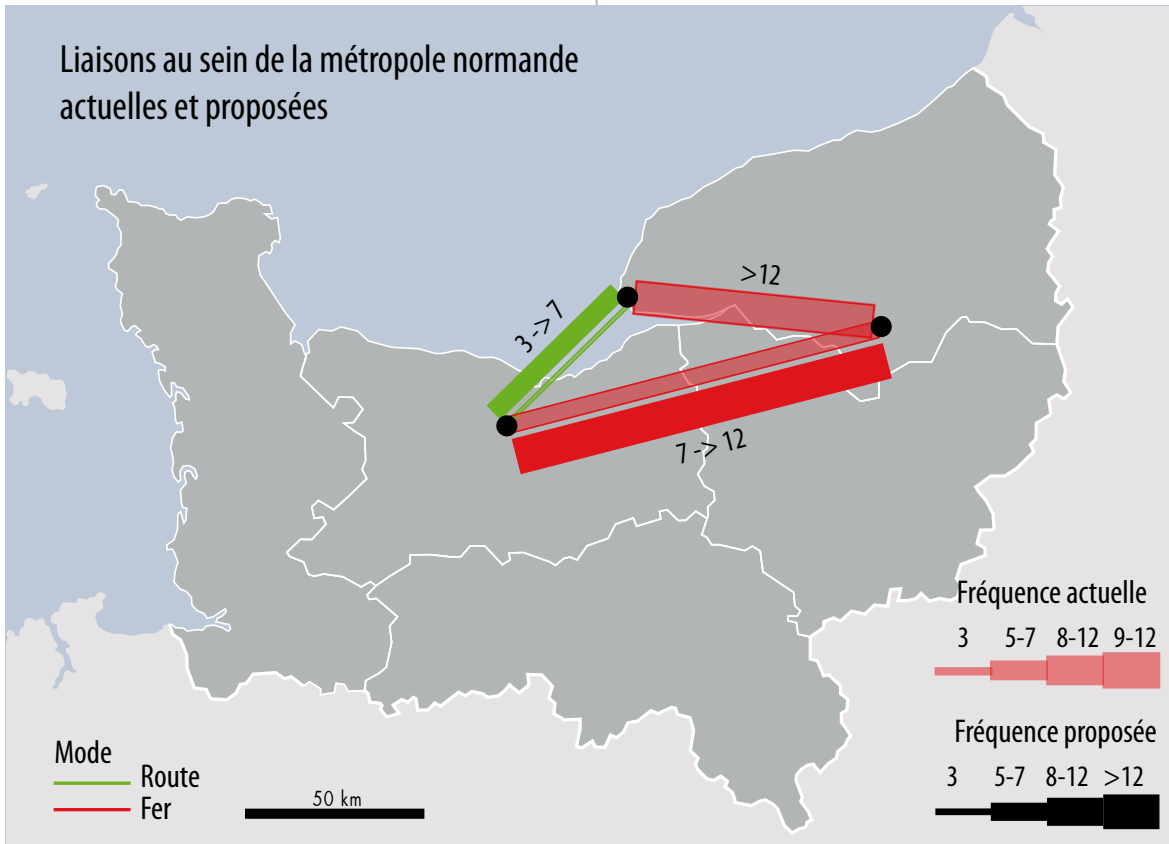 Liaisons au sein de la métropole normande
actuelles et proposées
>12
3 -> 7
7 -> 12
Fréquence actuelle
3 5-7 8-12 9-12
Fréquence proposée
3 5-7 8-12 >12
Mode
Route
Fer
50 km